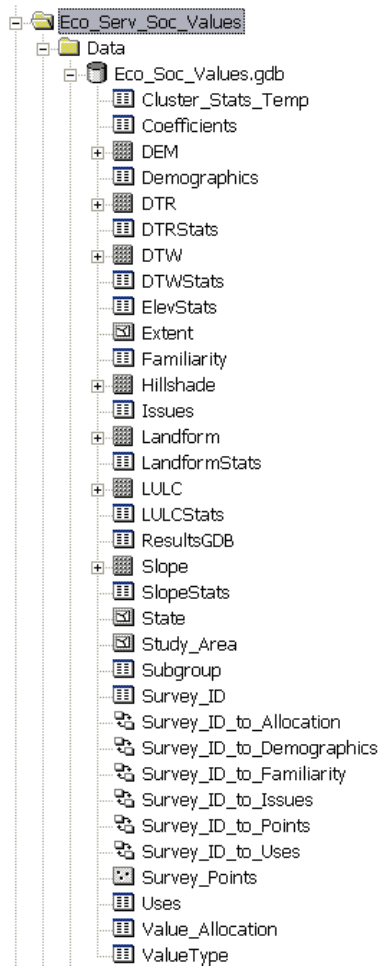 Eco_Serv_Soc_Values
Data
Eco_Soc_Values.gdb
Cluster_Stats_Temp
Coefficients
DEM
Demographics
DTR
DTRStats
DTW
DTWStats
ElevStats
Extent
Familiarity
Hillshade
Issues
Landform
LandformStats
LULC
LULCStats
ResultsGDB
Slope
SlopeStats
State
Study_Area
Subgroup
Survey_ID
Survey_ID_to_Allocation
Survey_ID_to_Demographics
Survey_ID_to_Familiarity
Survey_ID_to_Issues
Survey_ID_to_Points
Survey_ID_to_Uses
Survey_Points
Uses
Value_Allocation
ValueType